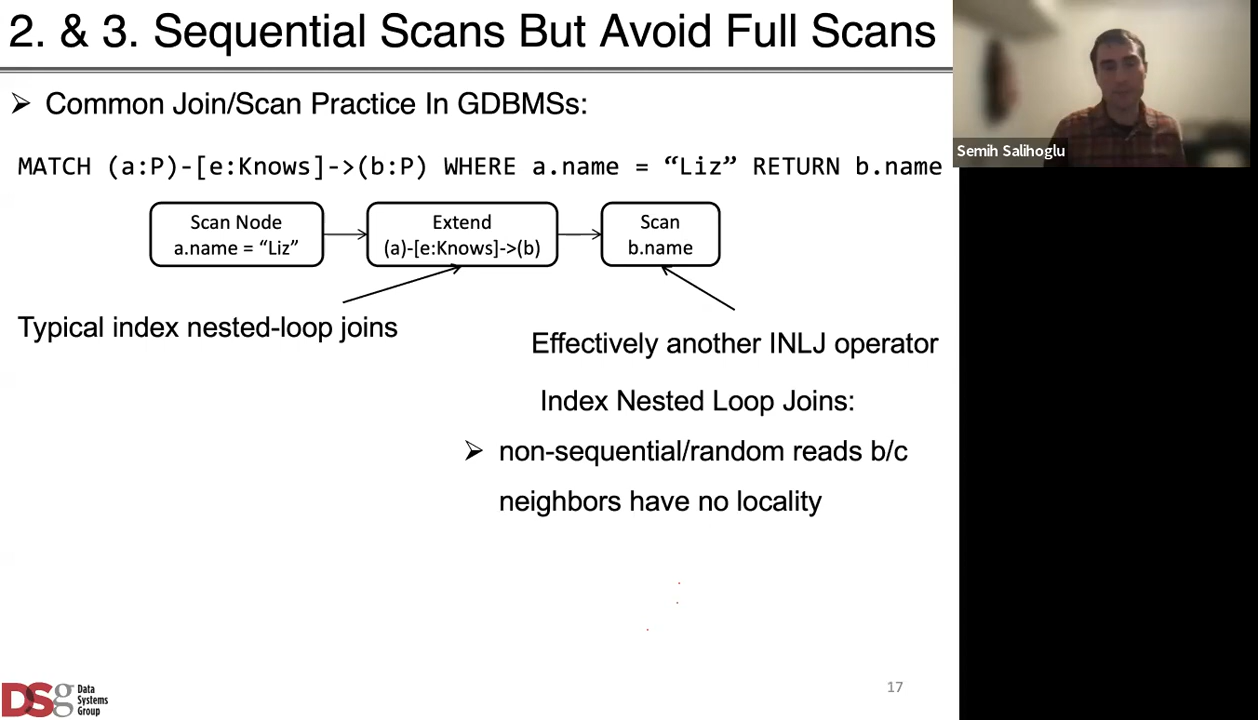 2. & 3. Sequential Scans But Avoid Full Scans
Semih Salihoglu
➤ Common Join/Scan Practice In GDBMSs:
MATCH (a:P)-[e:Knows]->(b:P) WHERE a.name = “Liz” RETURN b.name
Scan Node
a.name = “Liz”
Extend
(a)-[e:Knows]->(b)
Scan
b.name
Typical index nested-loop joins
Effectively another INLJ operator
Index Nested Loop Joins:
➤ non-sequential/random reads b/c
neighbors have no locality
DSg
Data
Systems
Group
17